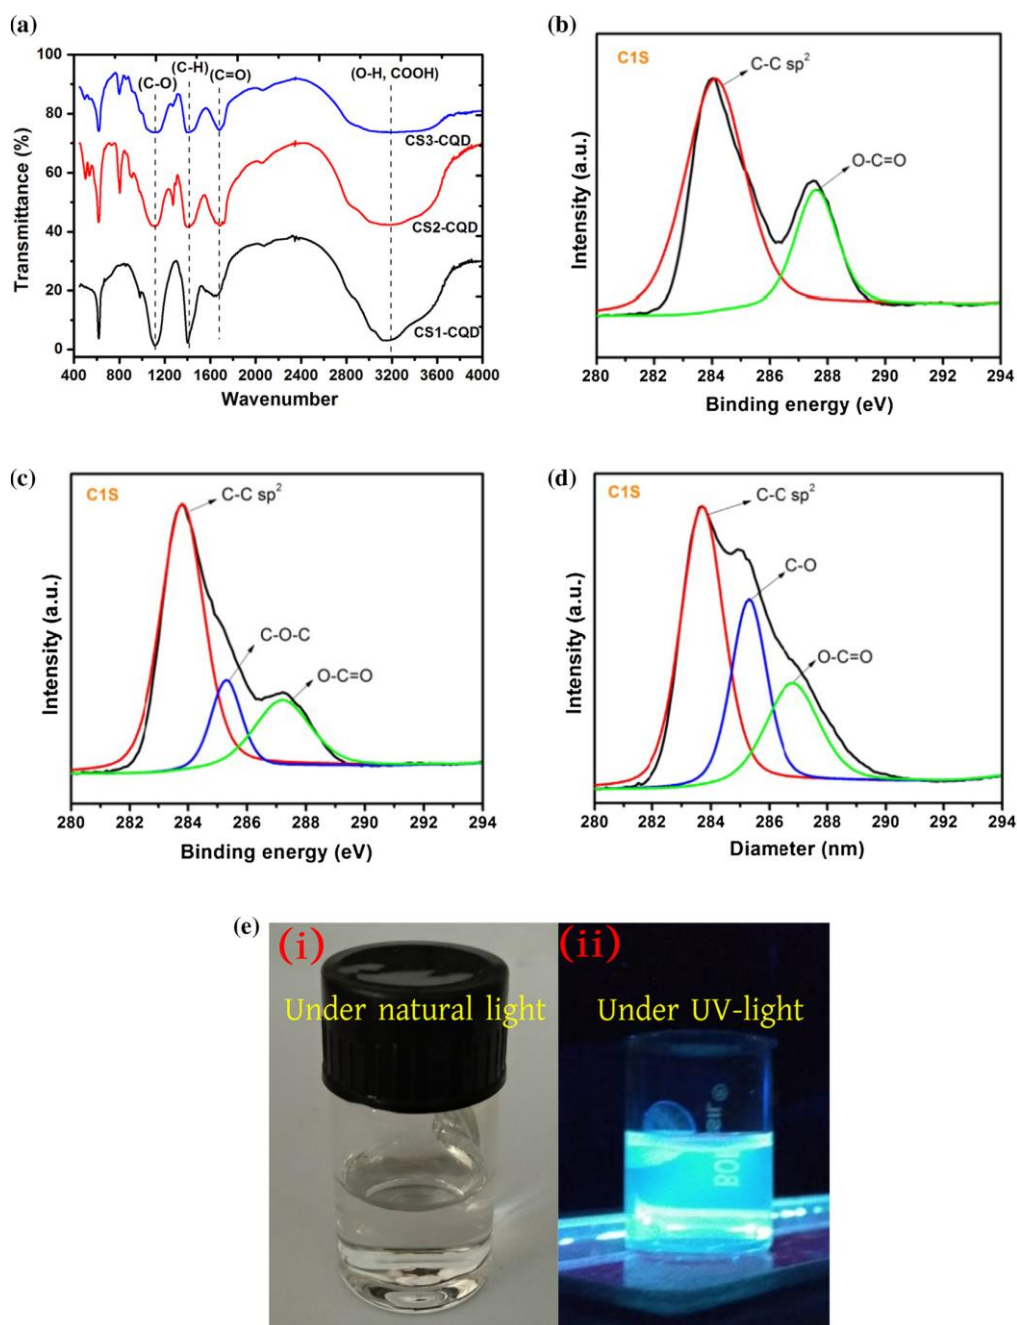 (a)
100
80
60
40
20
0
Transmittance (%)
(C-O)
(C-H)
(C=O)
(O-H, COOH)
CS3-CQD
CS2-CQD
CS1-CQD
400 1200 1600 2400 3200 3600 4000
Wavenumber
(b)
C1S
C-C sp²
O-C=O
Intensity (a.u.)
280 282 284 286 288 290 292 294
Binding energy (eV)
(c)
C1S
C-C sp²
C-O-C
O-C=O
Intensity (a.u.)
280 282 284 286 288 290 292 294
Binding energy (eV)
(d)
C1S
C-C sp²
C-O
O-C=O
Intensity (a.u.)
280 282 284 286 288 290 292 294
Diameter (nm)
(e)
(i)
Under natural light
(ii)
Under UV-light